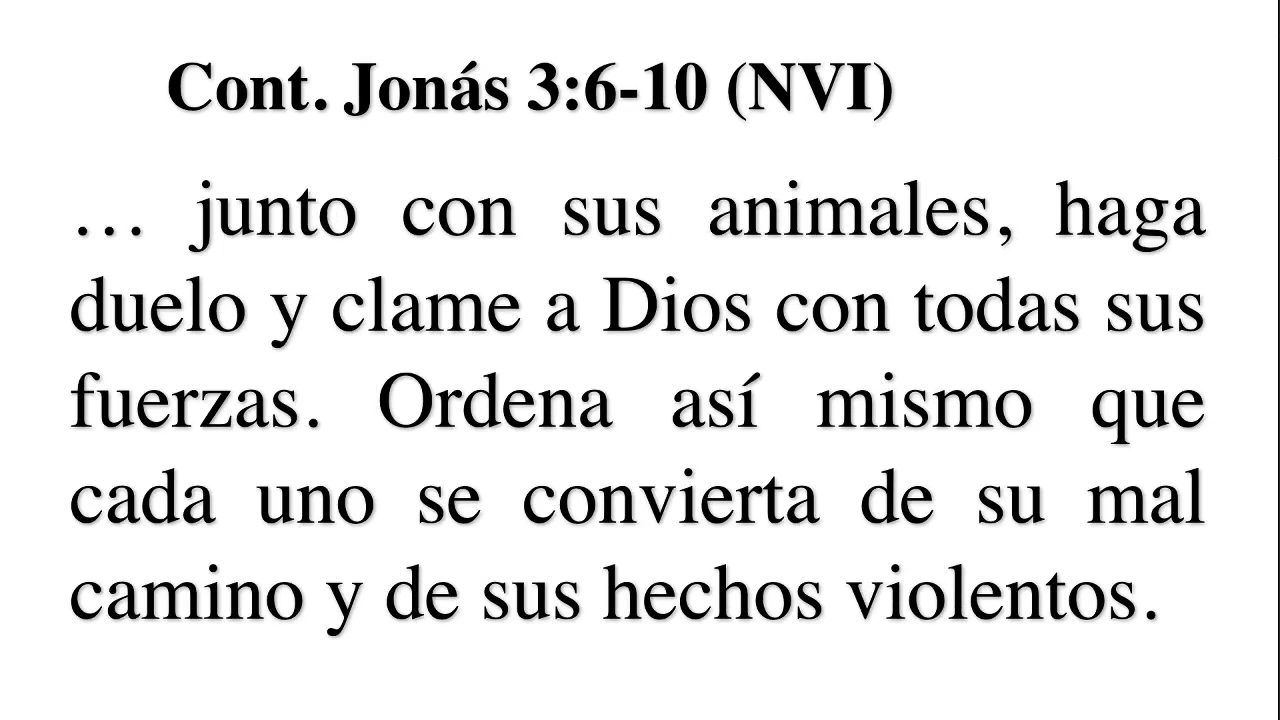 Cont. Jonás 3:6-10 (NVI)
… junto con sus animales, haga
duelo y clame a Dios con todas sus
fuerzas. Ordena así mismo que
cada uno se convierta de su mal
camino y de sus hechos violentos.